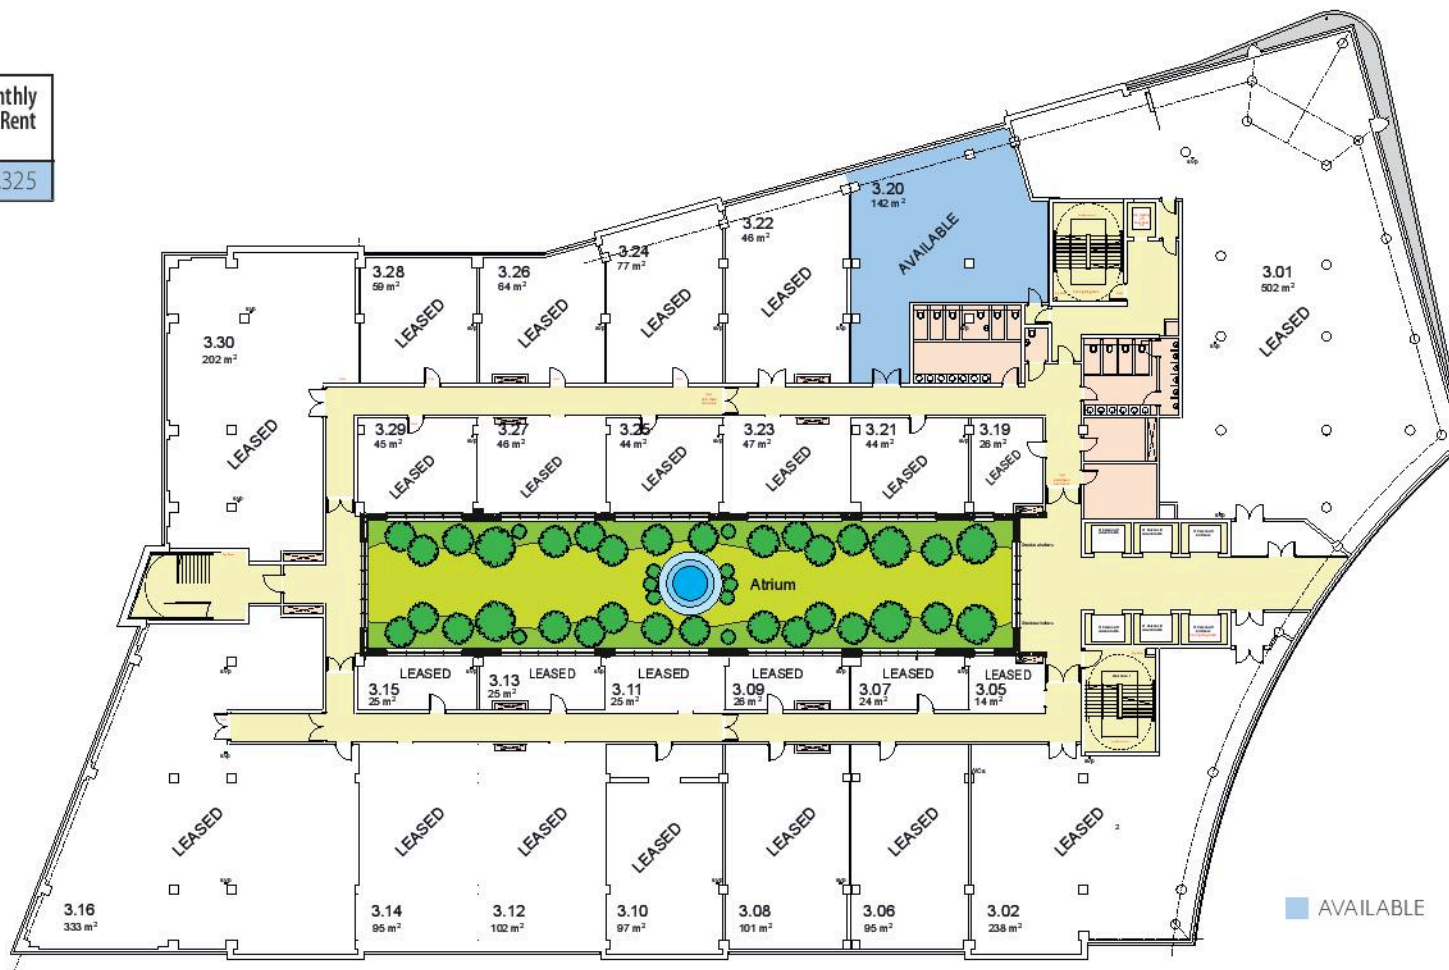 nthly
Rent
325
3.20
142 m²
AVAILABLE
3.22
46 m²
LEASED
3.24
77 m²
LEASED
3.26
64 m²
LEASED
3.28
59 m²
LEASED
3.30
202 m²
LEASED
3.01
502 m²
LEASED
3.29
45 m²
LEASED
3.27
46 m²
LEASED
3.25
44 m²
LEASED
3.23
47 m²
LEASED
3.21
44 m²
LEASED
3.19
26 m²
LEASED
Atrium
LEASED
3.15
25 m²
LEASED
3.13
25 m²
LEASED
3.11
25 m²
LEASED
3.09
26 m²
LEASED
3.07
24 m²
LEASED
3.05
14 m²
LEASED
3.16
333 m²
LEASED
3.14
95 m²
LEASED
3.12
102 m²
LEASED
3.10
97 m²
LEASED
3.08
101 m²
LEASED
3.06
95 m²
LEASED
2
3.02
238 m²
AVAILABLE